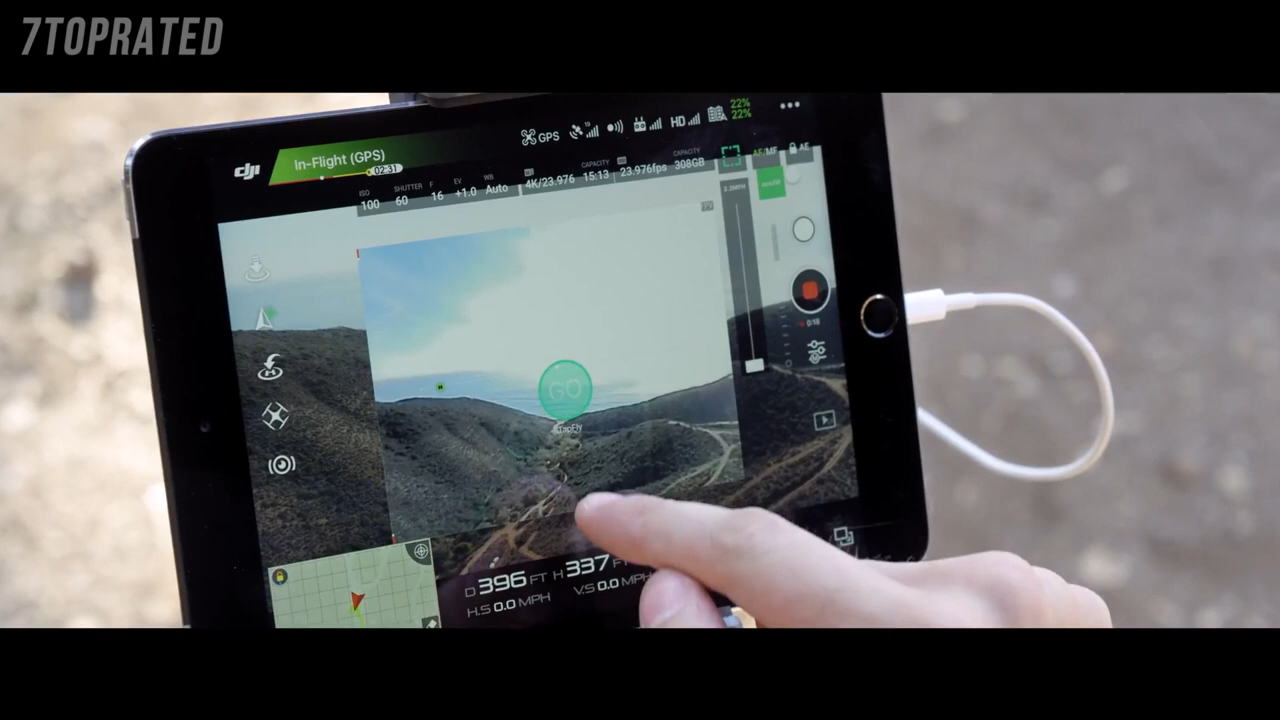 7TOPRATED
dji In-Flight (GPS) GPS HD 22%
22%
02:31
ISO SHUTTER F EV WB CAPACITY CAPACITY AF/MF AE
100 60 16 +1.0 Auto 4K/23.976 15:13 23.976fps 308GB
GO
TapFly
0:18
H
D 396 FT H 337 F
H.S 0.0 MPH V.S 0.0 MPH